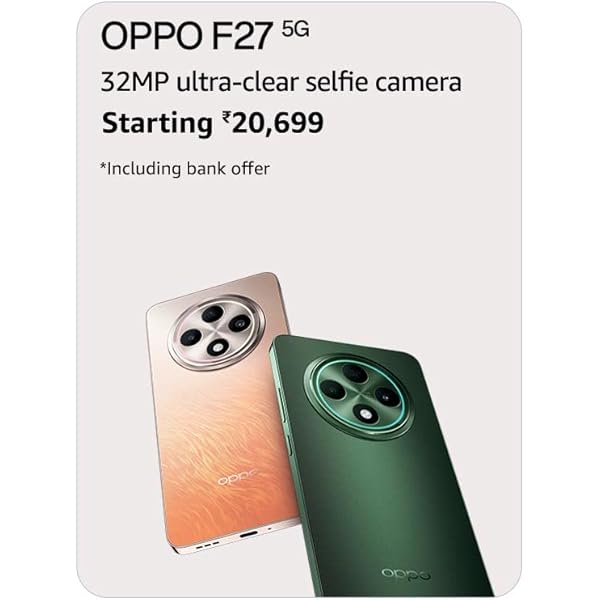 OPPO F27 5G
32MP ultra-clear selfie camera
Starting ₹20,699
*Including bank offer
oppo
oppo